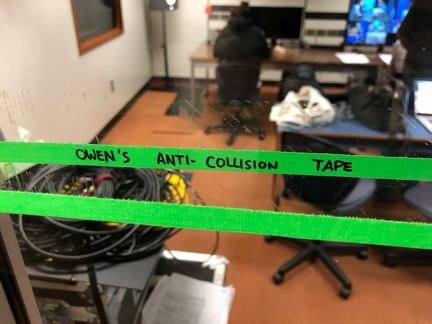 OWEN'S ANTI-COLLISION TAPE